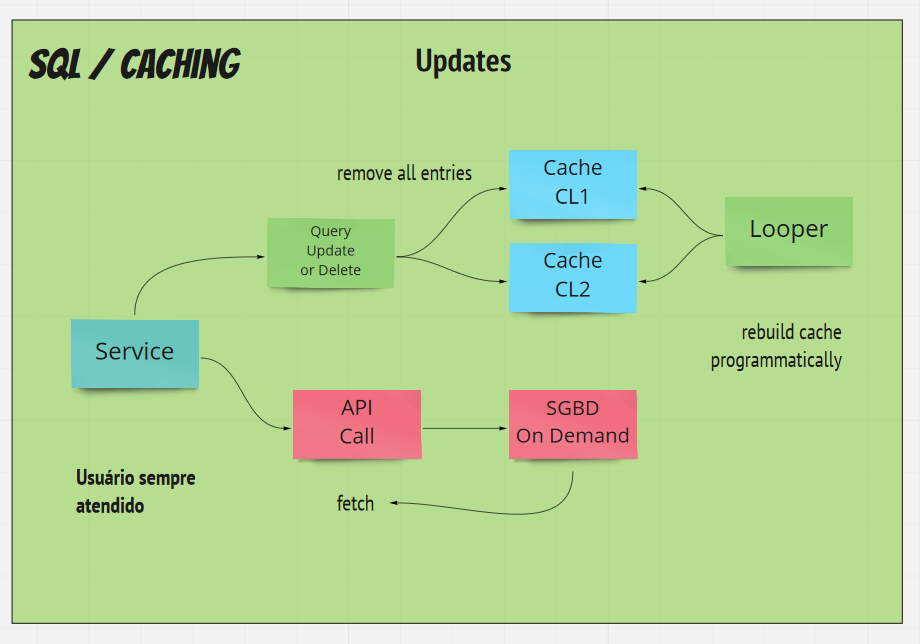 SQL / CACHING
Updates
remove all entries
Cache
CL1
Query
Update
or Delete
Cache
CL2
Looper
Service
rebuild cache
programmatically
API
Call
SGBD
On Demand
Usuário sempre
atendido
fetch